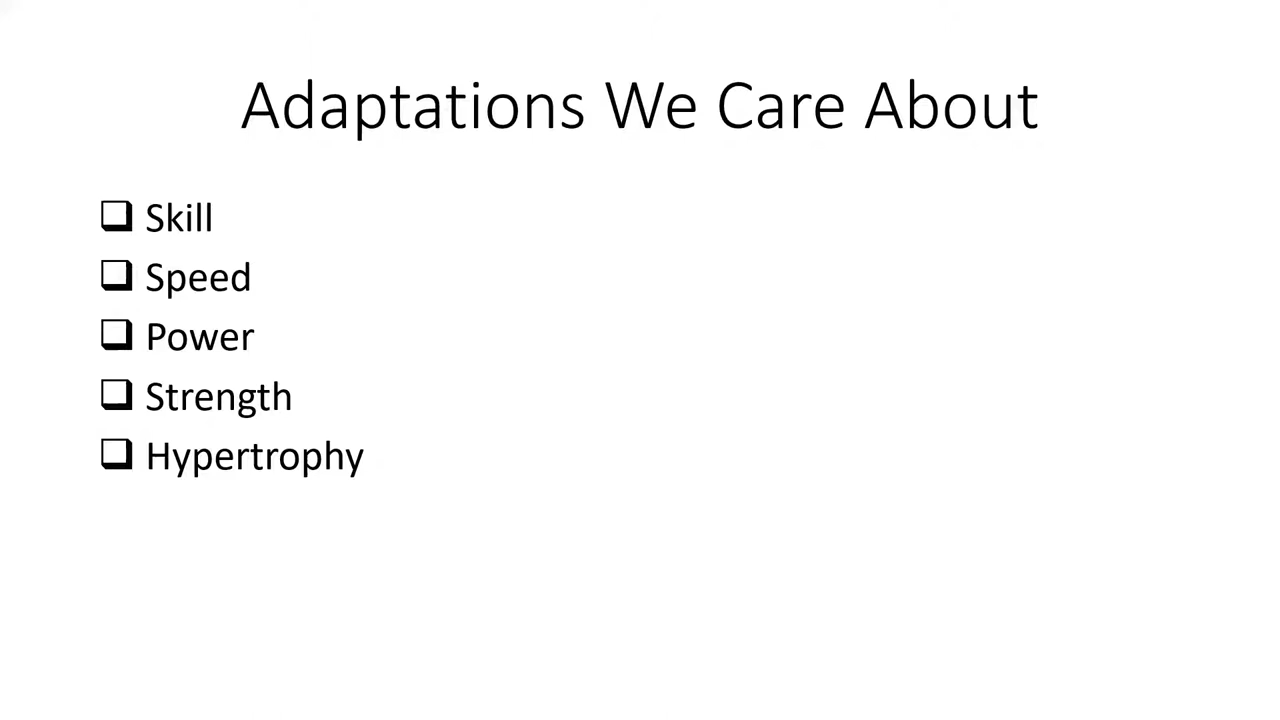 Adaptations We Care About
❑ Skill
❑ Speed
❑ Power
❑ Strength
❑ Hypertrophy